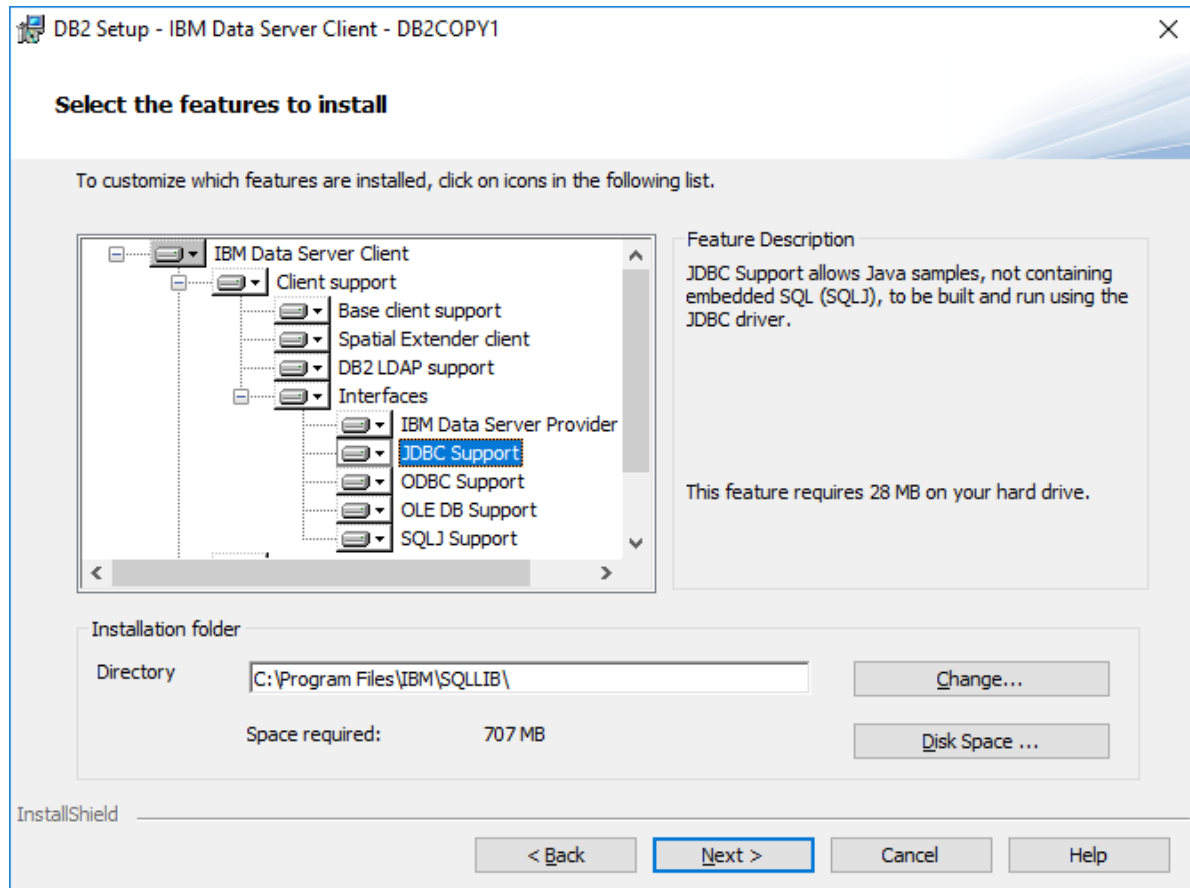 DB2 Setup - IBM Data Server Client - DB2COPY1
Select the features to install
To customize which features are installed, click on icons in the following list.
IBM Data Server Client
Client support
Base client support
Spatial Extender client
DB2 LDAP support
Interfaces
IBM Data Server Provider
JDBC Support
ODBC Support
OLE DB Support
SQLJ Support
Feature Description
JDBC Support allows Java samples, not containing
embedded SQL (SQLJ), to be built and run using the
JDBC driver.
This feature requires 28 MB on your hard drive.
Installation folder
Directory
C:\Program Files\IBM\SQLLIB\
Change...
Space required: 707 MB
Disk Space ...
InstallShield
< Back
Next >
Cancel
Help